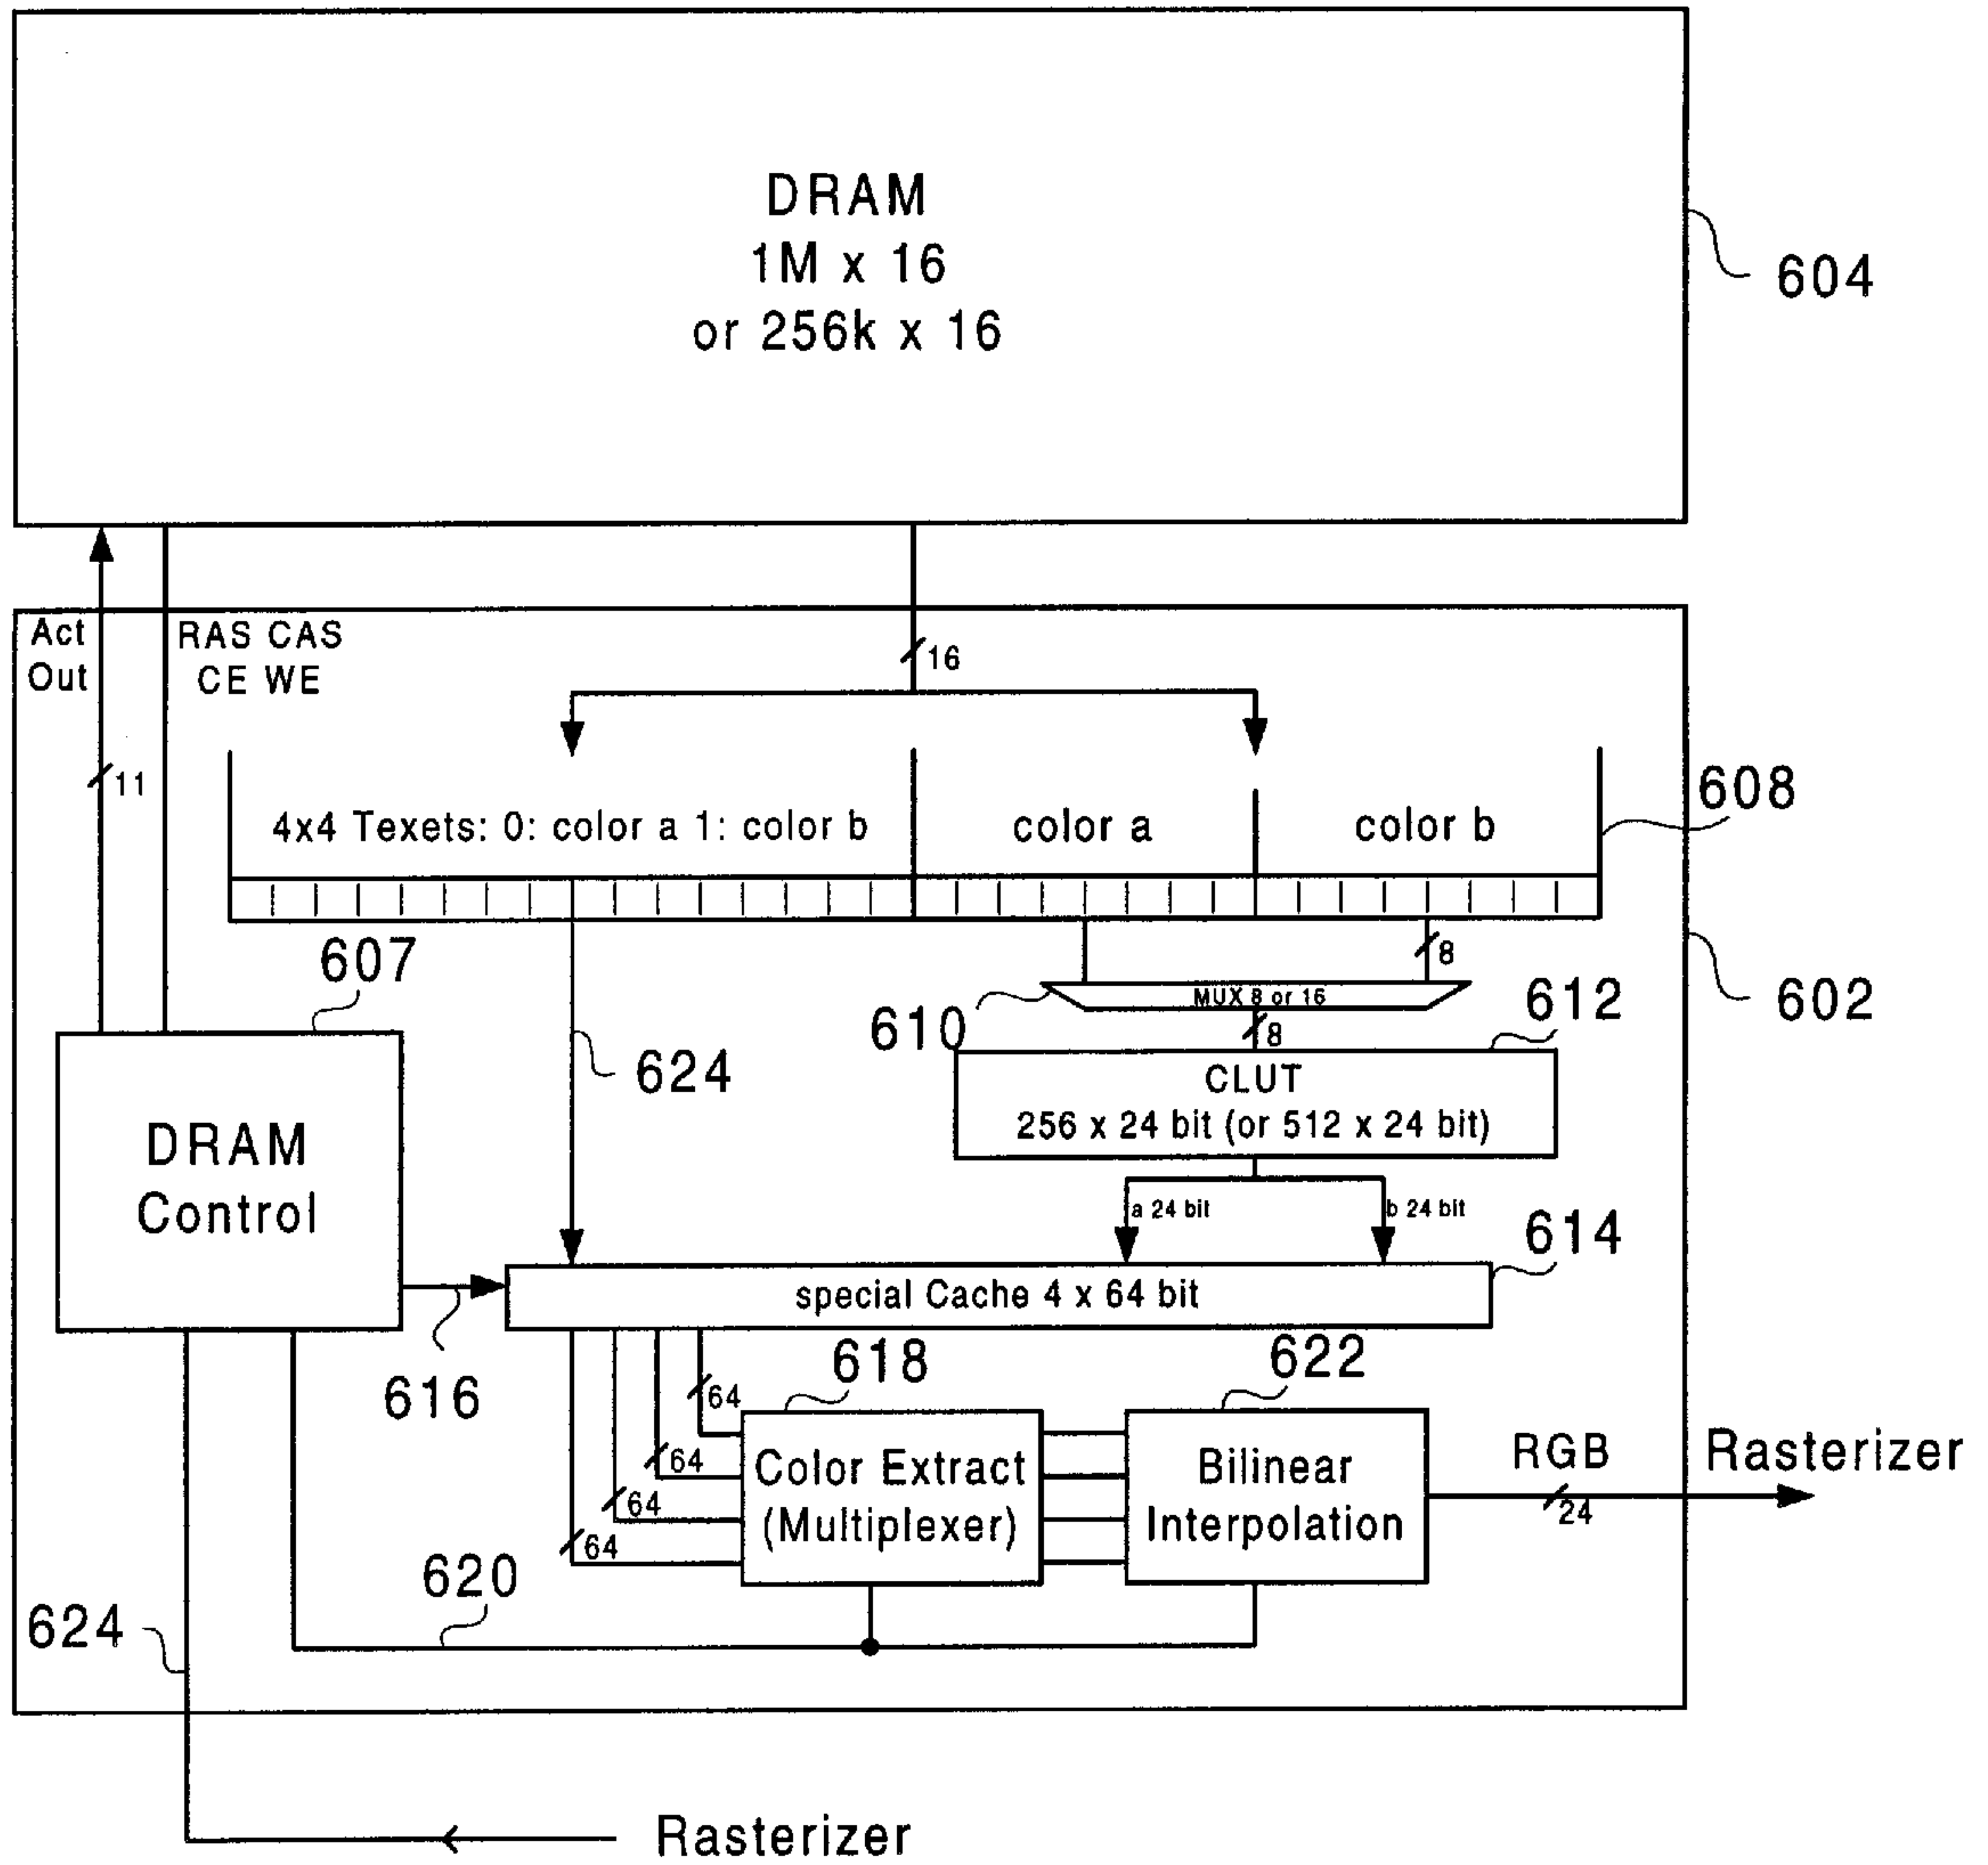 DRAM
1M x 16
or 256k x 16
604
Act
Out
RAS CAS
CE WE
16
11
608
4x4 Texets: 0: color a 1: color b
color a
color b
607
8
610
MUX 8 or 16
612
602
8
624
CLUT
256 x 24 bit (or 512 x 24 bit)
DRAM
Control
a 24 bit
b 24 bit
614
special Cache 4 x 64 bit
616
618
622
64
64
64
64
Color Extract
(Multiplexer)
Bilinear
Interpolation
RGB
24
Rasterizer
620
624
Rasterizer